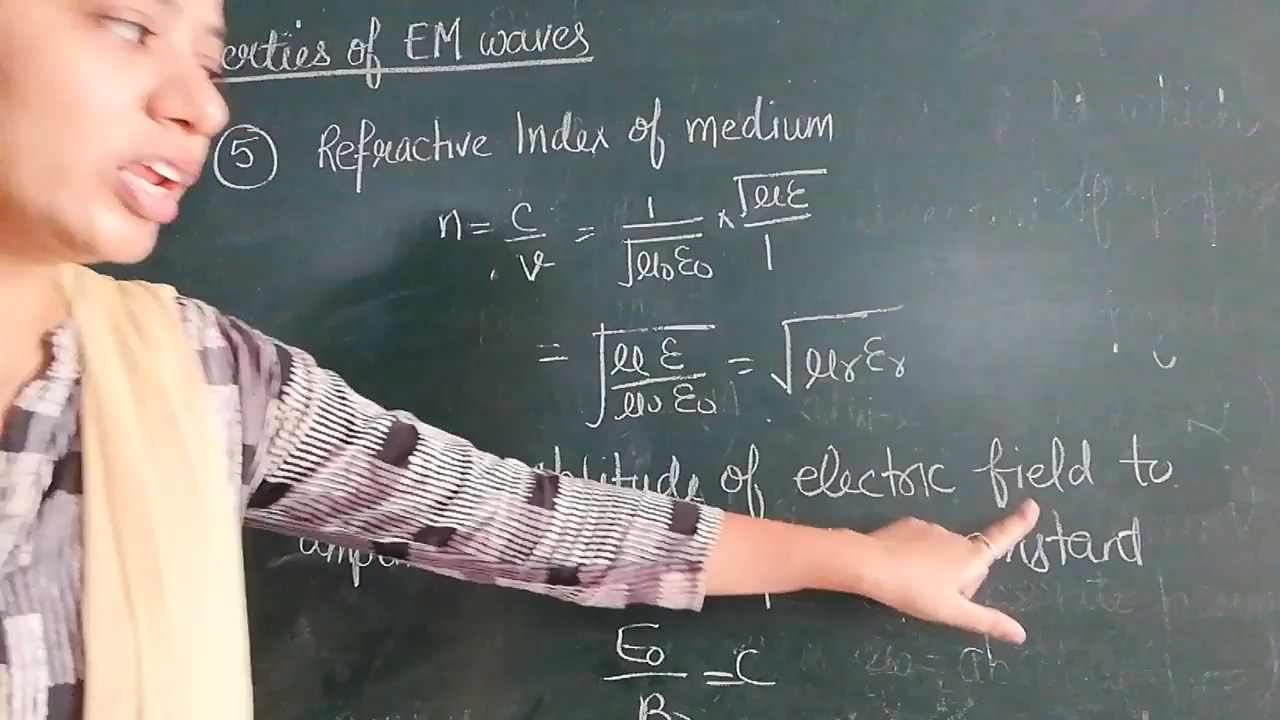 erties of EM waves
5 Refractive Index of medium
n = c/v = 1/√μ₀ε₀ × √με/1
= √με/μ₀ε₀ = √μᵣεᵣ
plitude of electric field to
amp nstant
E₀/B₀ = C